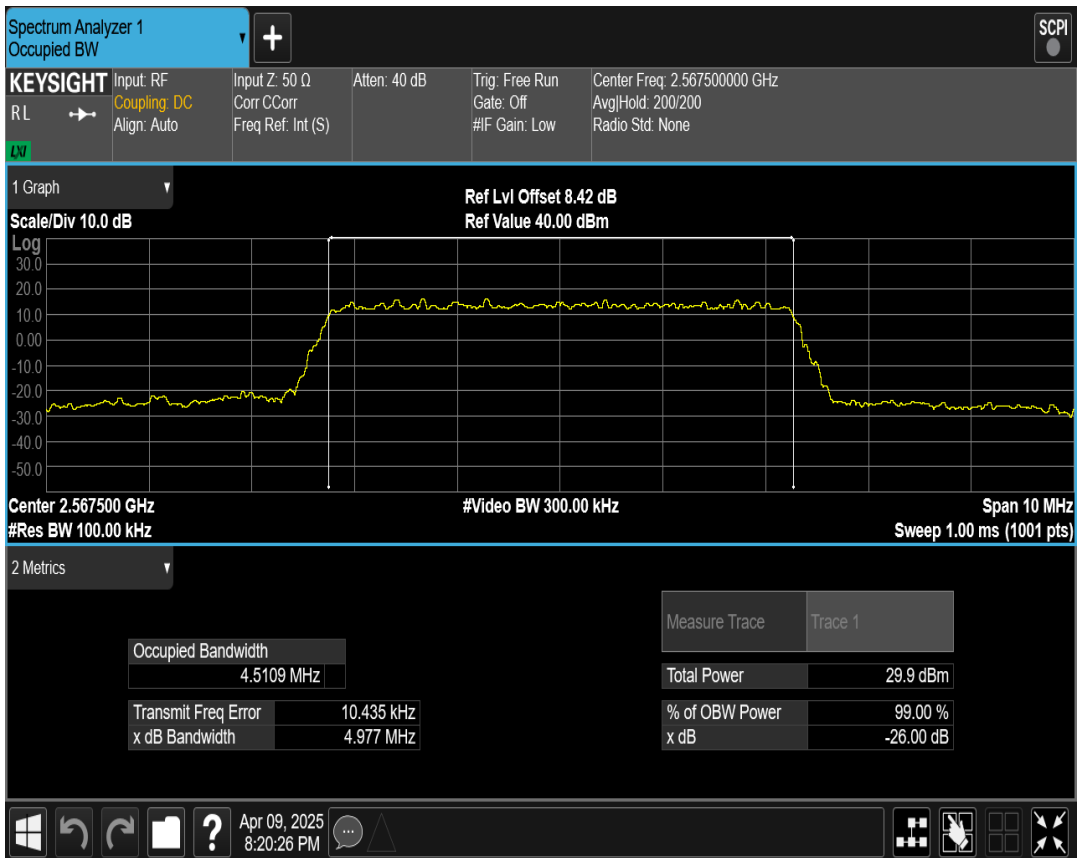 Spectrum Analyzer 1
Occupied BW
+
SCPI
KEYSIGHT
RL
LXI
Input: RF
Coupling: DC
Align: Auto
Input Z: 50 Ω
Corr CCorr
Freq Ref: Int (S)
Atten: 40 dB
Trig: Free Run
Gate: Off
#IF Gain: Low
Center Freq: 2.567500000 GHz
Avg|Hold: 200/200
Radio Std: None
1 Graph
Scale/Div 10.0 dB
Ref Lvl Offset 8.42 dB
Ref Value 40.00 dBm
Log
30.0
20.0
10.0
0.00
-10.0
-20.0
-30.0
-40.0
-50.0
Center 2.567500 GHz
#Video BW 300.00 kHz
Span 10 MHz
#Res BW 100.00 kHz
Sweep 1.00 ms (1001 pts)
2 Metrics
Measure Trace Trace 1
Occupied Bandwidth
4.5109 MHz
Total Power 29.9 dBm
Transmit Freq Error 10.435 kHz
% of OBW Power 99.00 %
x dB Bandwidth 4.977 MHz
x dB -26.00 dB
?
Apr 09, 2025
8:20:26 PM